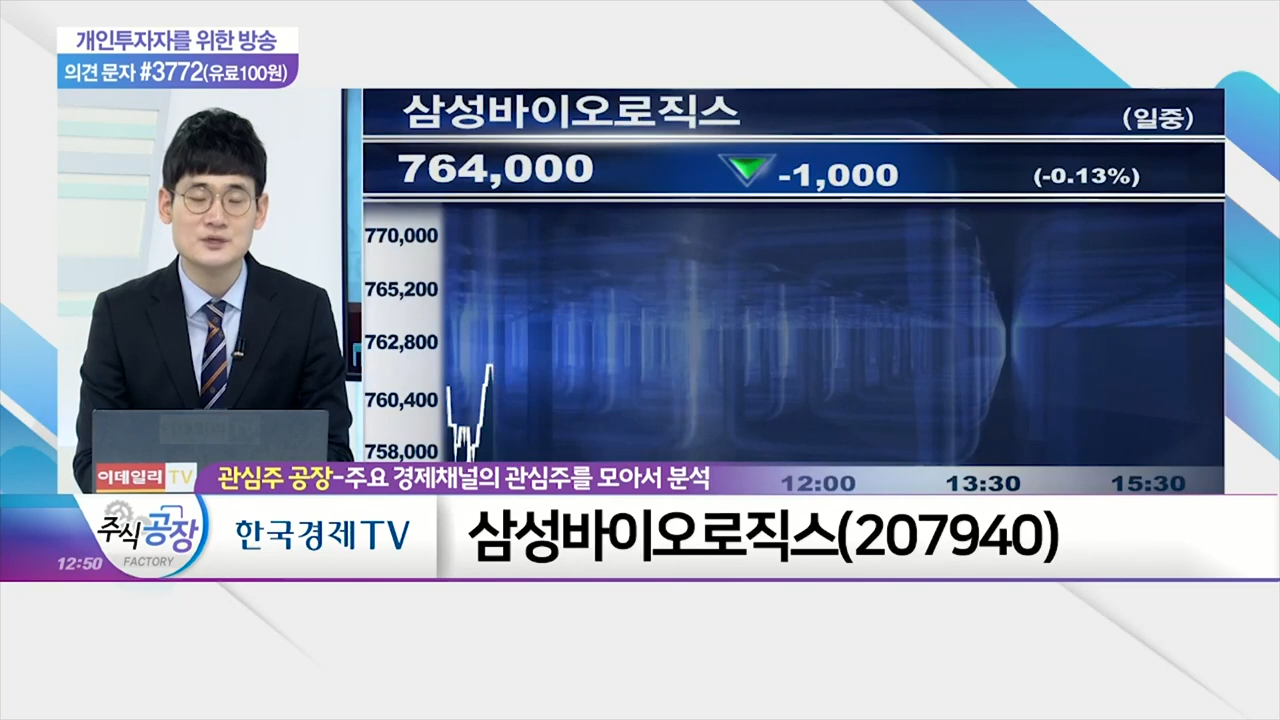 개인투자자를 위한 방송
의견 문자 #3772(유료100원)
삼성바이오로직스
(일중)
764,000
-1,000
(-0.13%)
770,000
765,200
762,800
760,400
758,000
12:00
13:30
15:30
이데일리 TV
관심주 공장-주요 경제채널의 관심주를 모아서 분석
주식공장
FACTORY
12:50
한국경제TV
삼성바이오로직스(207940)